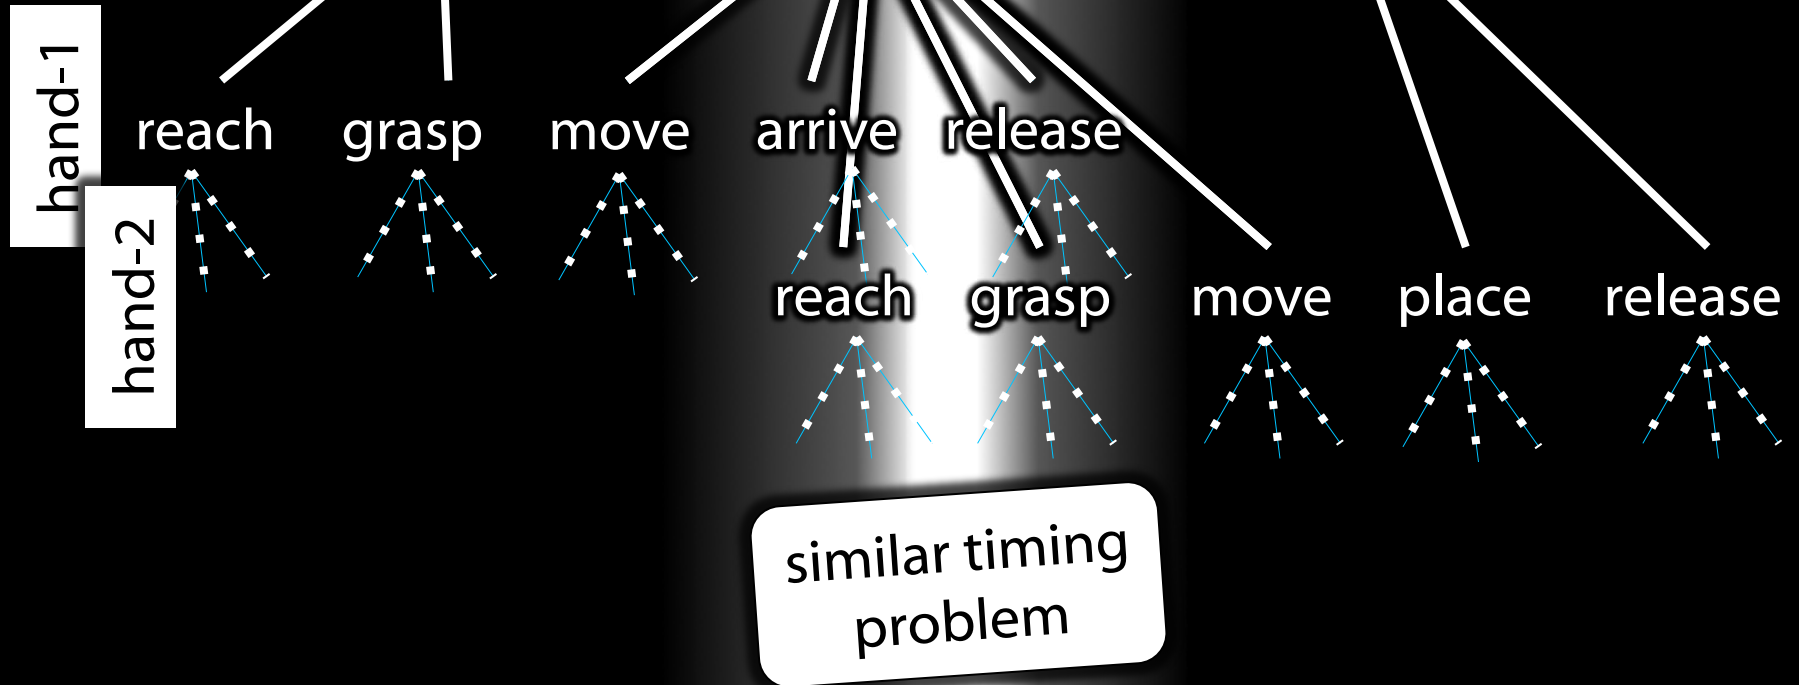 hand-1
reach grasp move arrive release
hand-2
reach grasp move place release
similar timing
problem